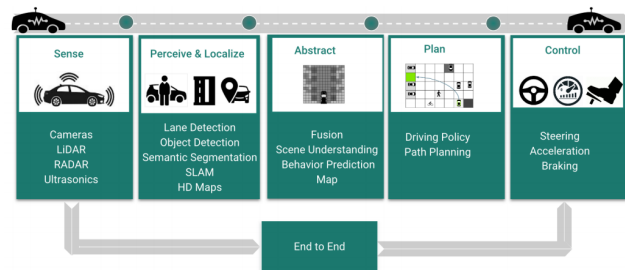 Sense
Cameras
LiDAR
RADAR
Ultrasonics
Perceive & Localize
Lane Detection
Object Detection
Semantic Segmentation
SLAM
HD Maps
Abstract
Fusion
Scene Understanding
Behavior Prediction
Map
Plan
Driving Policy
Path Planning
Control
Steering
Acceleration
Braking
End to End